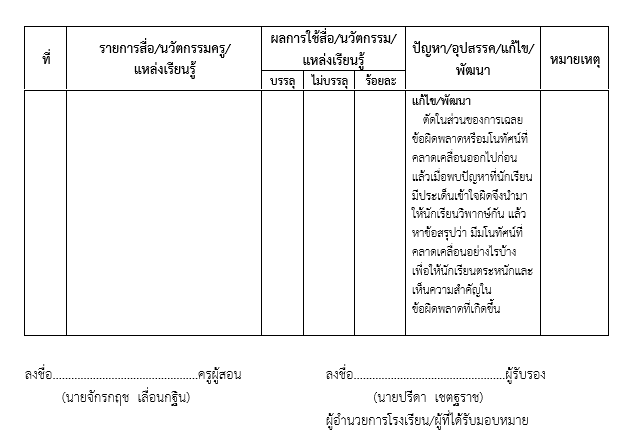 ที่
รายการสื่อ/นวัตกรรมครู/
แหล่งเรียนรู้
ผลการใช้สื่อ/นวัตกรรม/
แหล่งเรียนรู้
บรรลุ ไม่บรรลุ ร้อยละ
ปัญหา/อุปสรรค/แก้ไข/
พัฒนา
หมายเหตุ
แก้ไข/พัฒนา
ตัดในส่วนของการเฉลย
ข้อผิดพลาดหรือมโนทัศน์ที่
คลาดเคลื่อนออกไปก่อน
แล้วเมื่อพบปัญหาที่นักเรียน
มีประเด็นเข้าใจผิดจึงนำมา
ให้นักเรียนวิพากษ์กัน แล้ว
หาข้อสรุปว่า มีมโนทัศน์ที่
คลาดเคลื่อนอย่างไรบ้าง
เพื่อให้นักเรียนตระหนักและ
เห็นความสำคัญใน
ข้อผิดพลาดที่เกิดขึ้น
ลงชื่อ.................................................ครูผู้สอน
(นายจักรกฤช เลื่อนกฐิน)
ลงชื่อ...................................................ผู้รับรอง
(นายปรีดา เชตฐราช)
ผู้อำนวยการโรงเรียน/ผู้ที่ได้รับมอบหมาย